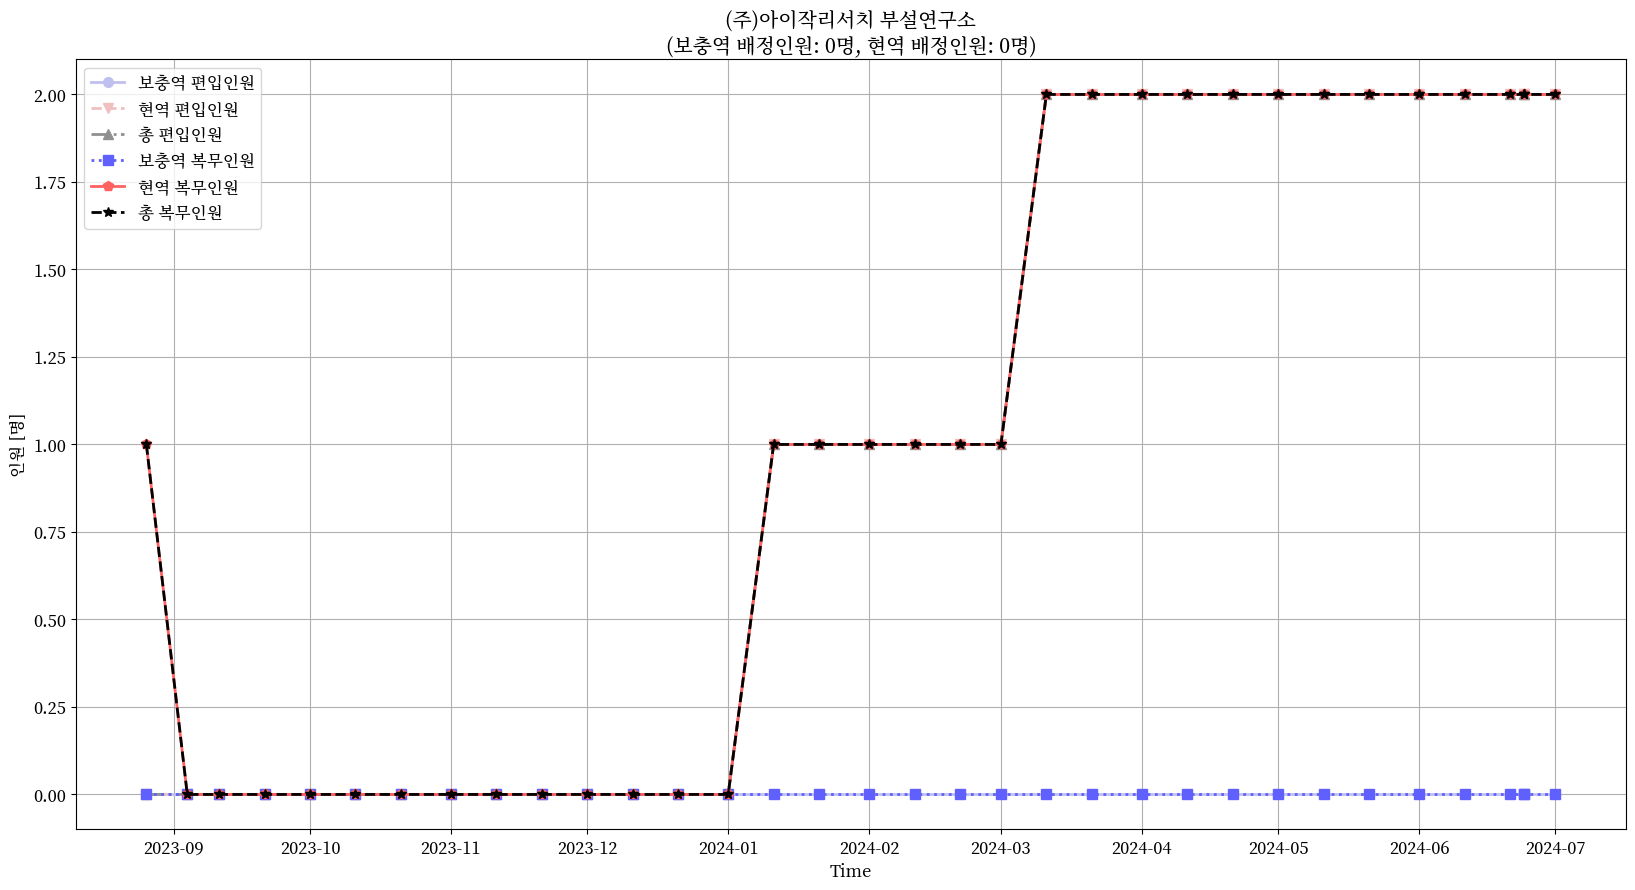 (주)아이작리서치 부설연구소
(보충역 배정인원: 0명, 현역 배정인원: 0명)
보충역 편입인원
현역 편입인원
총 편입인원
보충역 복무인원
현역 복무인원
총 복무인원
2.00
1.75
1.50
1.25
1.00
0.75
0.50
0.25
0.00
인원 [명]
2023-09 2023-10 2023-11 2023-12 2024-01 2024-02 2024-03 2024-04 2024-05 2024-06 2024-07
Time